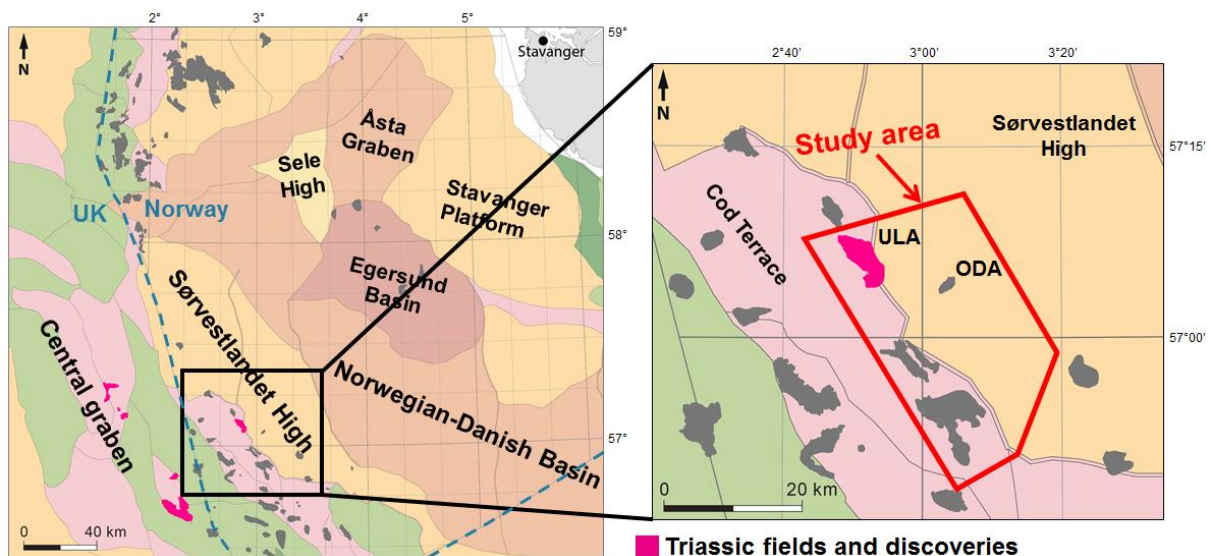 2°
3°
4°
5°
59°
N
Stavanger
Åsta
Graben
Sele
High
Stavanger
Platform
UK
Norway
58°
Egersund
Basin
Sørvestlandet High
Central graben
Norwegian-Danish Basin
57°
0
40 km
2°40'
3°00'
3°20'
N
Sørvestlandet
High
57°15'
Study area
Cod Terrace
ULA
ODA
57°00'
0
20 km
Triassic fields and discoveries